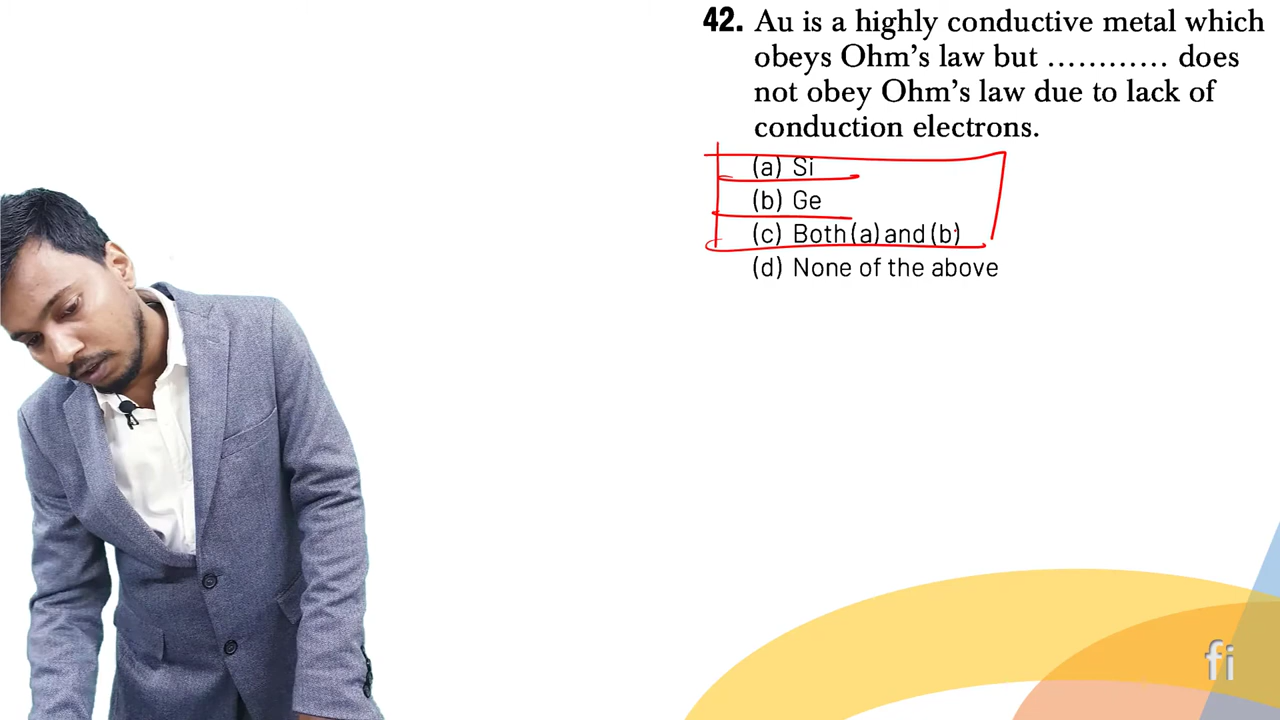 42. Au is a highly conductive metal which
obeys Ohm's law but ............ does
not obey Ohm's law due to lack of
conduction electrons.
(a) Si
(b) Ge
(c) Both (a) and (b)
(d) None of the above
fi